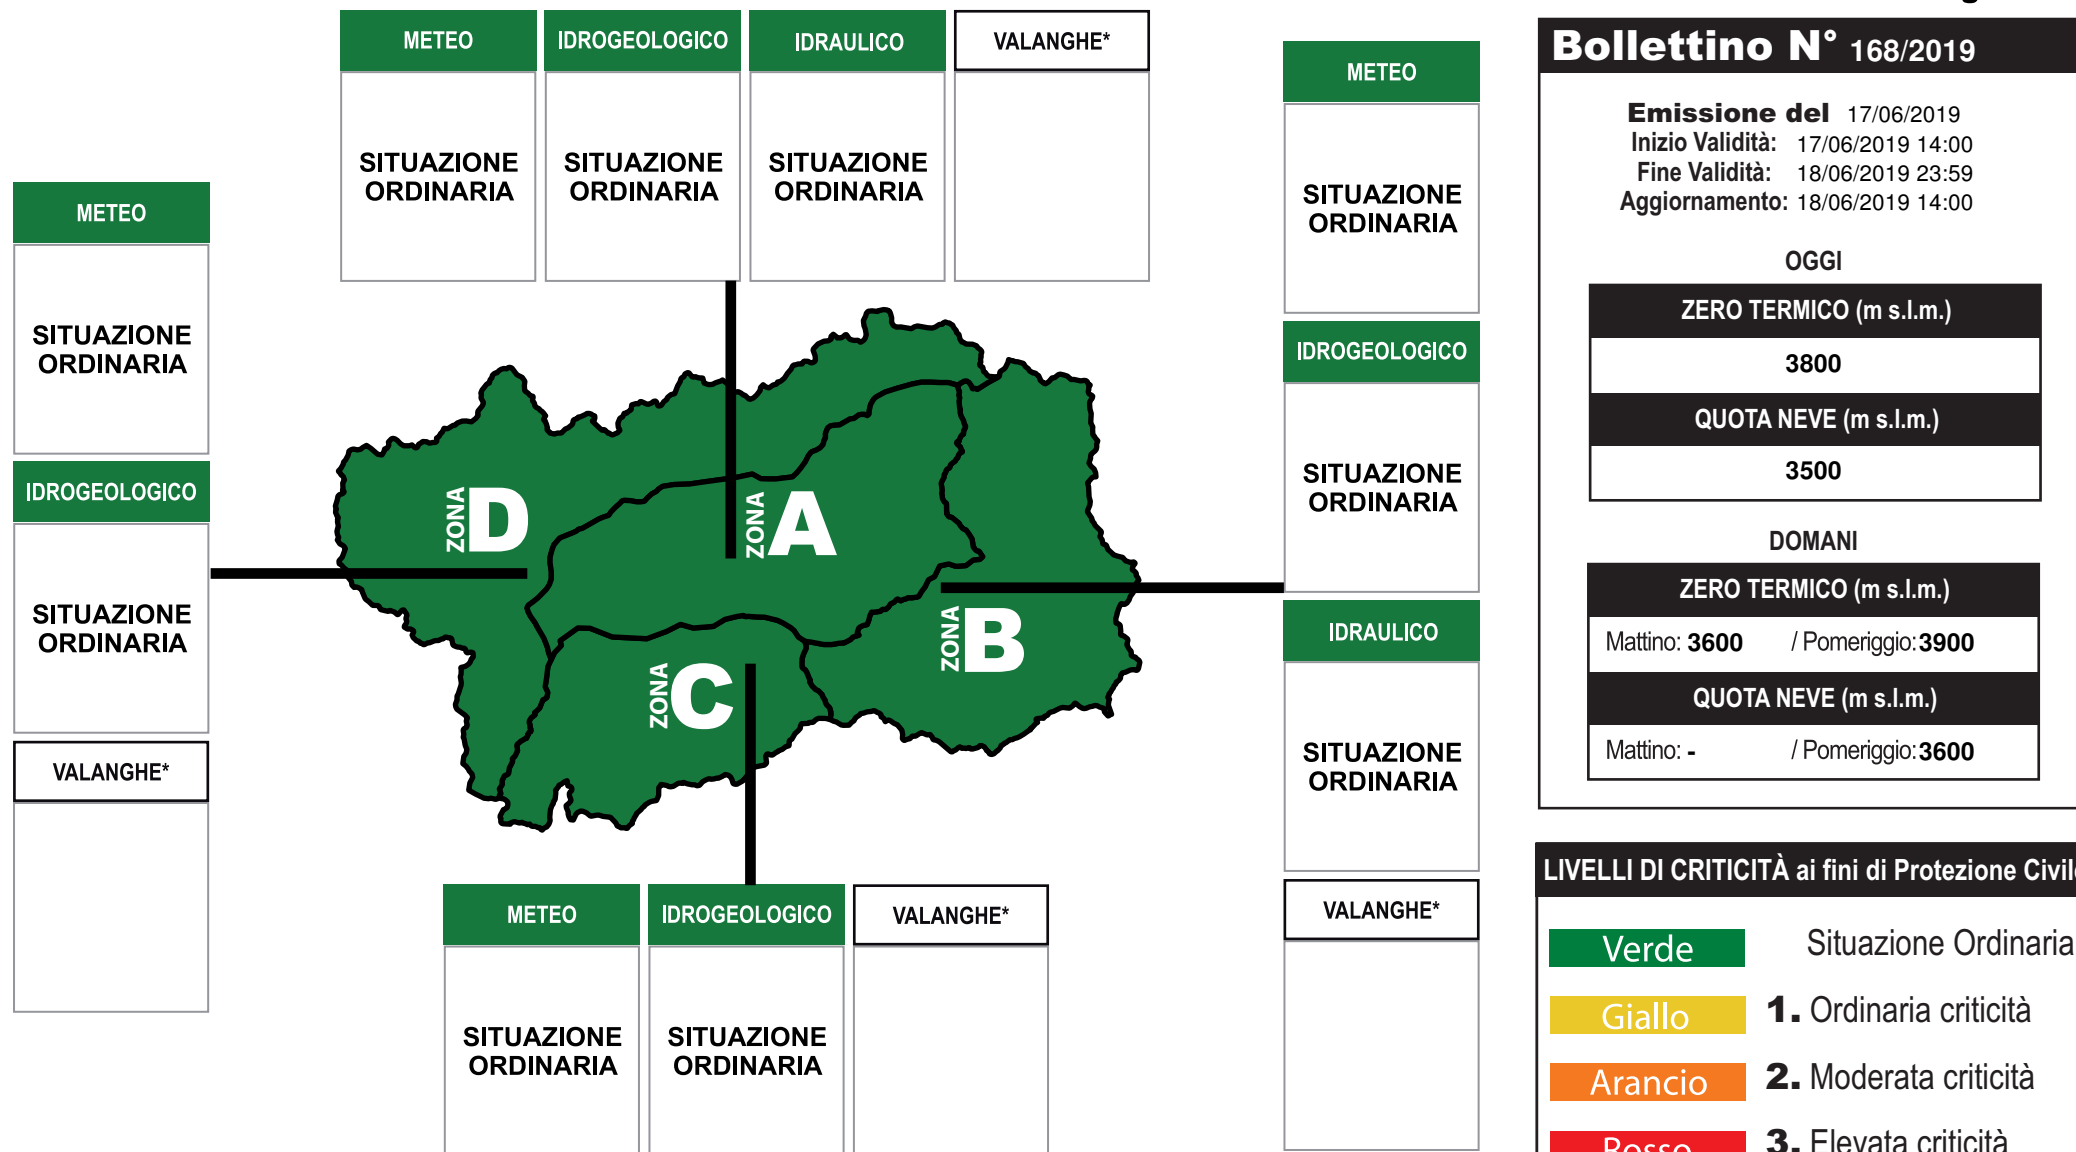 METEO
IDROGEOLOGICO
IDRAULICO
VALANGHE*
SITUAZIONE
ORDINARIA
SITUAZIONE
ORDINARIA
SITUAZIONE
ORDINARIA
METEO
SITUAZIONE
ORDINARIA
IDROGEOLOGICO
SITUAZIONE
ORDINARIA
VALANGHE*
ZONA D
ZONA A
ZONA B
ZONA C
METEO
SITUAZIONE
ORDINARIA
IDROGEOLOGICO
SITUAZIONE
ORDINARIA
IDRAULICO
SITUAZIONE
ORDINARIA
VALANGHE*
METEO
IDROGEOLOGICO
VALANGHE*
SITUAZIONE
ORDINARIA
SITUAZIONE
ORDINARIA
Bollettino N° 168/2019
Emissione del 17/06/2019
Inizio Validità: 17/06/2019 14:00
Fine Validità: 18/06/2019 23:59
Aggiornamento: 18/06/2019 14:00
OGGI
ZERO TERMICO (m s.l.m.)
3800
QUOTA NEVE (m s.l.m.)
3500
DOMANI
ZERO TERMICO (m s.l.m.)
Mattino: 3600 / Pomeriggio: 3900
QUOTA NEVE (m s.l.m.)
Mattino: - / Pomeriggio: 3600
LIVELLI DI CRITICITÀ ai fini di Protezione Civile
Verde Situazione Ordinaria
Giallo 1. Ordinaria criticità
Arancio 2. Moderata criticità
Rosso 3. Elevata criticità